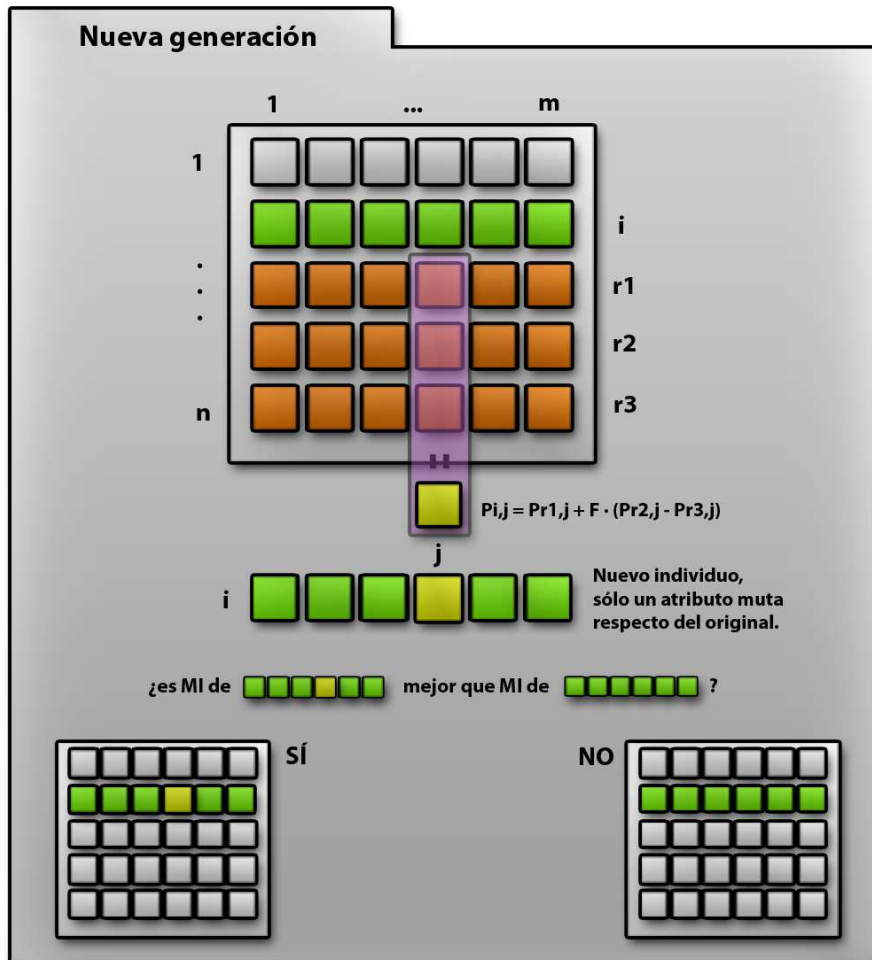 Nueva generación
1 ... m
1
i
r1
r2
n
r3
Pi,j = Pr1,j + F · (Pr2,j - Pr3,j)
j
i
Nuevo individuo,
sólo un atributo muta
respecto del original.
¿es MI de mejor que MI de ?
SÍ
NO